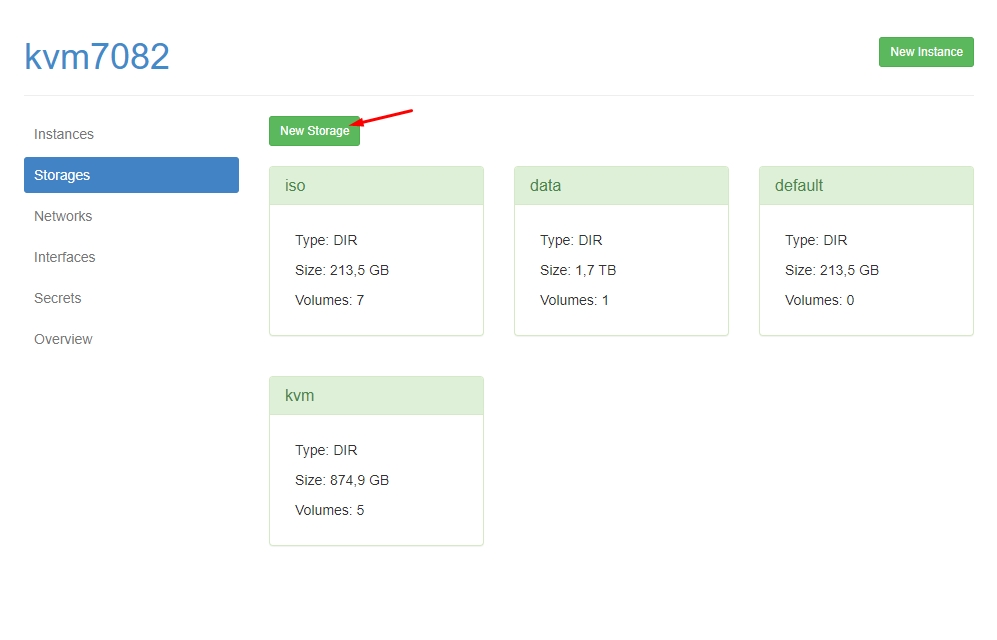 kvm7082
New Instance
Instances
Storages
Networks
Interfaces
Secrets
Overview
New Storage
iso
Type: DIR
Size: 213,5 GB
Volumes: 7
data
Type: DIR
Size: 1,7 TB
Volumes: 1
default
Type: DIR
Size: 213,5 GB
Volumes: 0
kvm
Type: DIR
Size: 874,9 GB
Volumes: 5